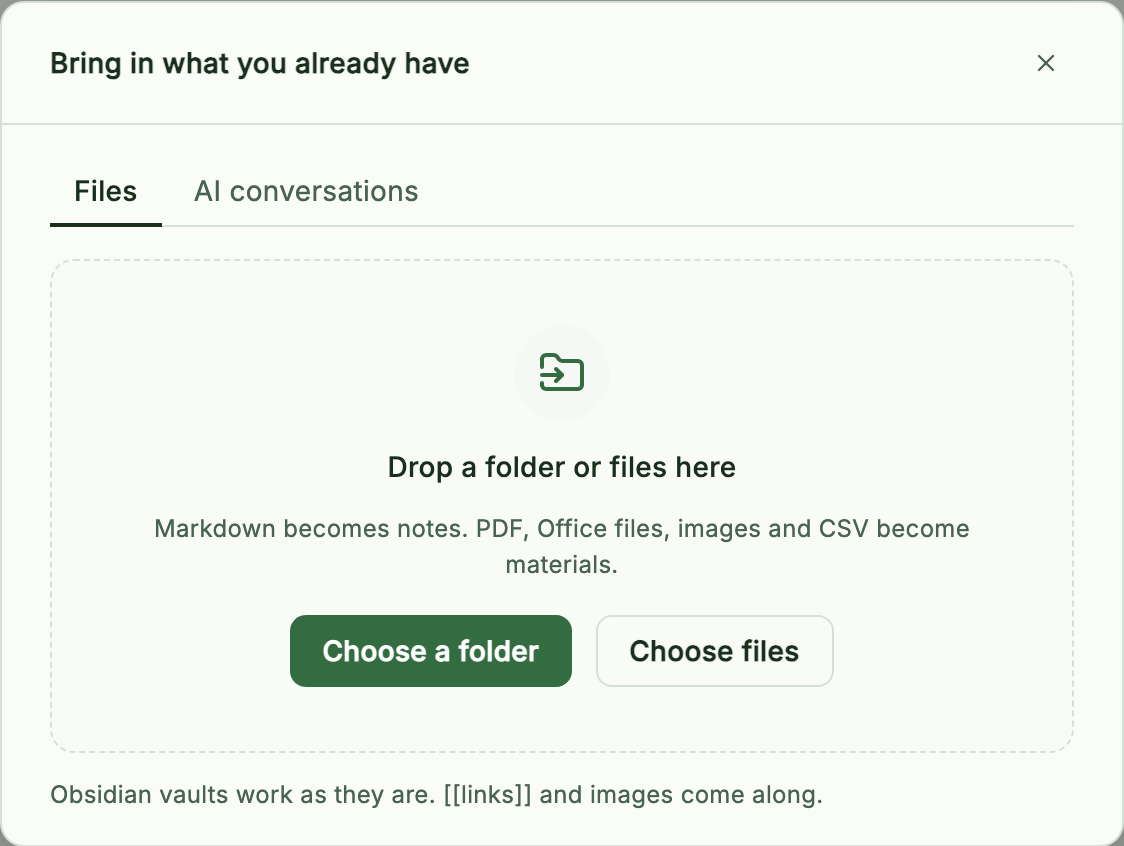 Bring in what you already have
Files
AI conversations
Drop a folder or files here
Markdown becomes notes. PDF, Office files, images and CSV become
materials.
Choose a folder
Choose files
Obsidian vaults work as they are. [[links]] and images come along.